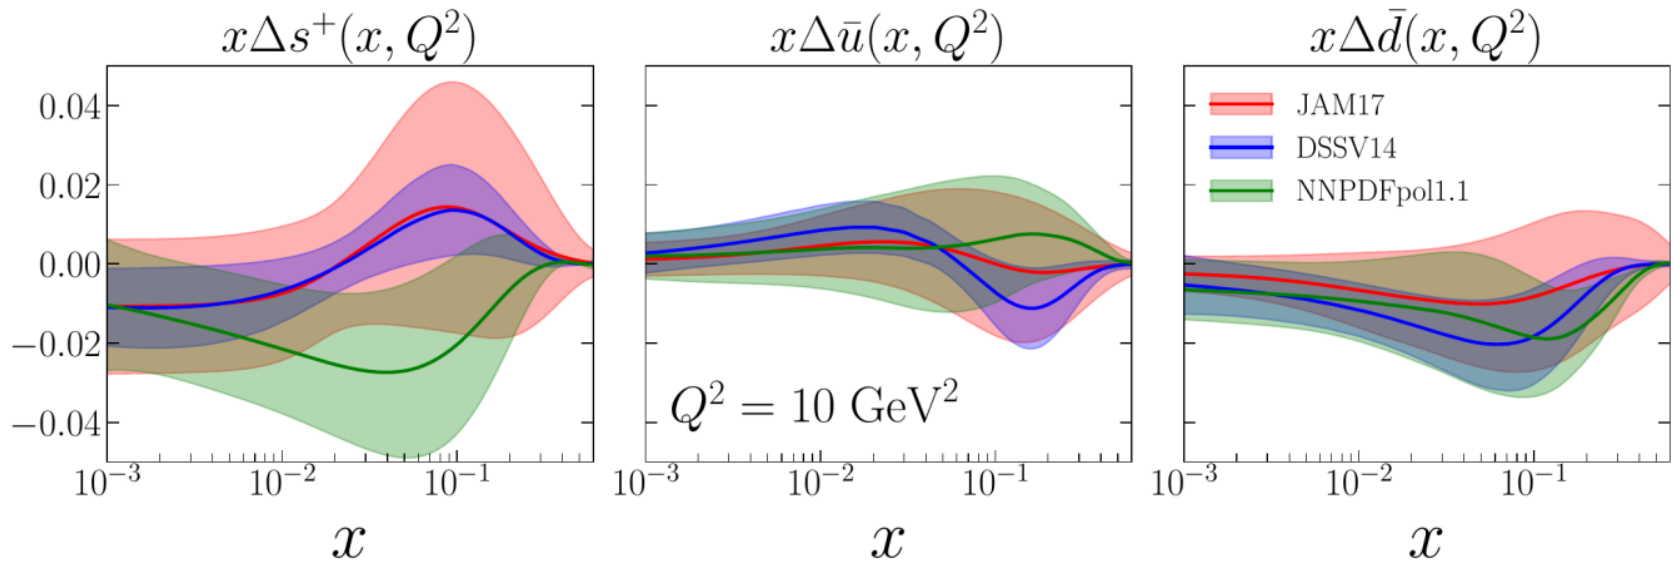 xΔs⁺(x, Q²) xΔū(x, Q²) xΔd̄(x, Q²)
0.04
0.02
0.00
−0.02
−0.04
JAM17
DSSV14
NNPDFpol1.1
Q² = 10 GeV²
10⁻³ 10⁻² 10⁻¹ 10⁻³ 10⁻² 10⁻¹ 10⁻³ 10⁻² 10⁻¹
x x x